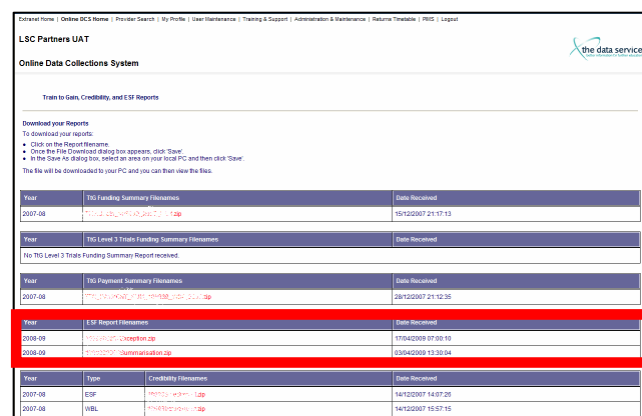 Extranet Home | Online DCS Home | Provider Search | My Profile | User Maintenance | Training & Support | Administration & Maintenance | Returns Timetable | PIMS | Logout
LSC Partners UAT
the data service
Online Data Collections System
Train to Gain, Credibility, and ESF Reports
Download your Reports
To download your reports:
• Click on the Report filename.
• Once the File Download dialog box appears, click 'Save'.
• In the Save As dialog box, select an area on your local PC and then click 'Save'.
The file will be downloaded to your PC and you can then view the files.
Year TtG Funding Summary Filenames Date Received
2007-08 .zip 15/12/2007 21:17:13
Year TtG Level 3 Trials Funding Summary Filenames Date Received
No TtG Level 3 Trials Funding Summary Report received.
Year TtG Payment Summary Filenames Date Received
2007-08 .zip 28/12/2007 21:12:35
Year ESF Report Filenames Date Received
2008-09 Exception.zip 17/04/2009 07:00:10
2008-09 Summarisation.zip 03/04/2009 13:30:04
Year Type Credibility Filenames Date Received
2007-08 ESF .zip 14/12/2007 14:07:25
2007-08 WBL .zip 14/12/2007 15:57:15